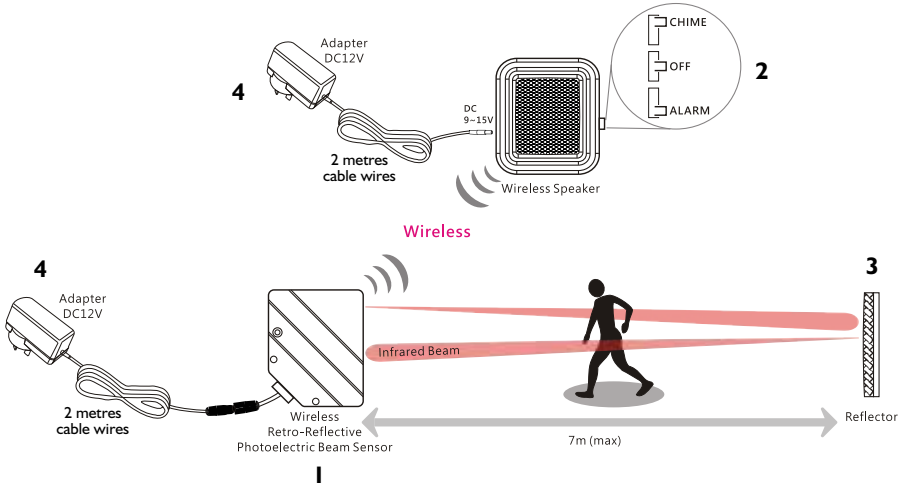 Adapter
DC12V
4
2 metres
cable wires
DC
9~15V
Wireless Speaker
CHIME
OFF
ALARM
2
Wireless
4
Adapter
DC12V
2 metres
cable wires
Infrared Beam
Wireless
Retro-Reflective
Photoelectric Beam Sensor
1
7m (max)
3
Reflector